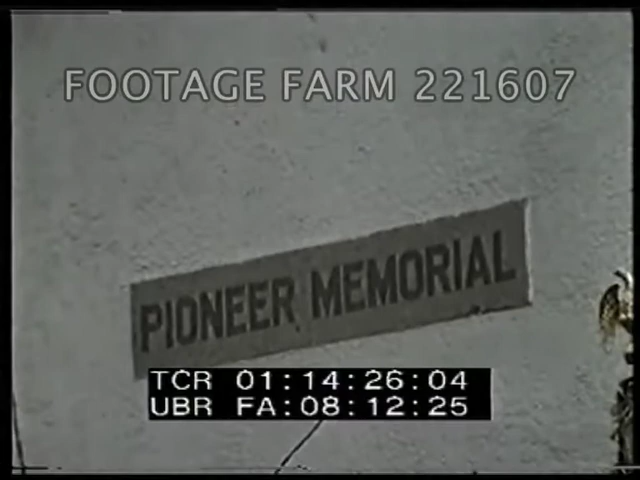 FOOTAGE FARM 221607
PIONEER MEMORIAL
TCR 01:14:26:04
UBR FA:08:12:25